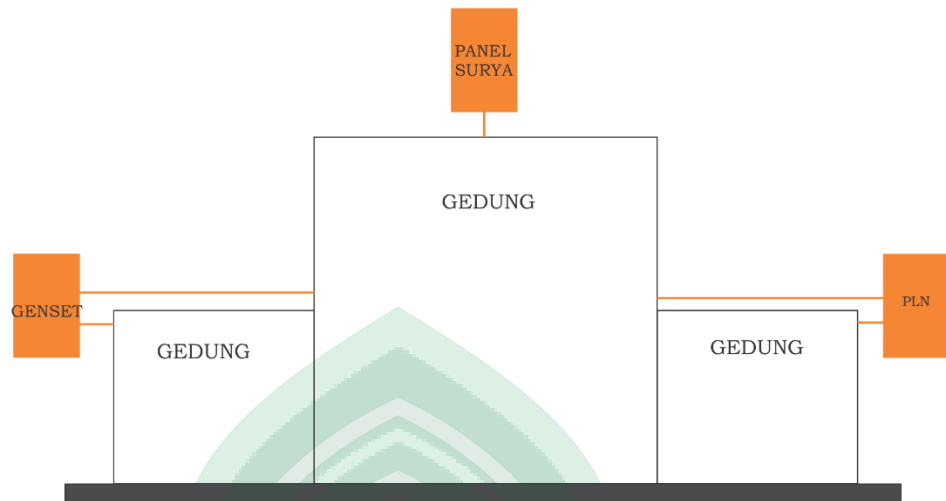 PANEL
SURYA
GEDUNG
GENSET
PLN
GEDUNG
GEDUNG